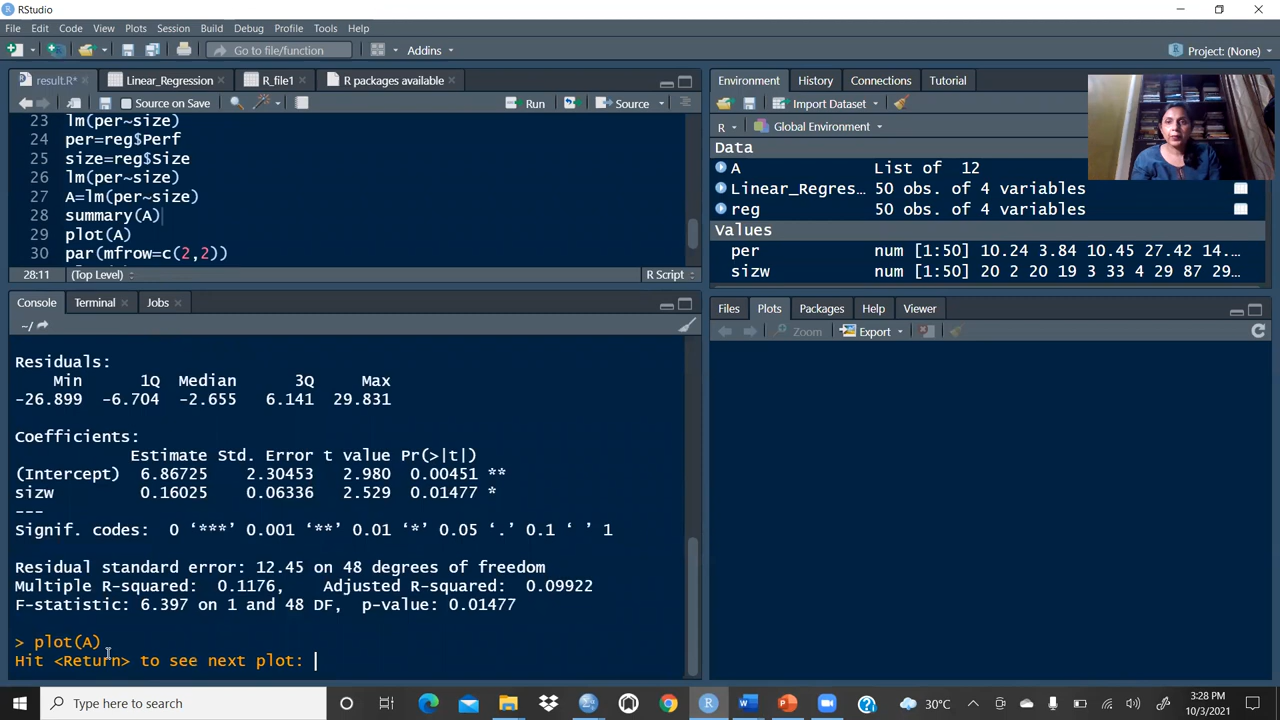 RStudio
File Edit Code View Plots Session Build Debug Profile Tools Help
Go to file/function Addins Project: (None)
result.R* Linear_Regression R_file1 R packages available
Source on Save Run Source
23 lm(per~size)
24 per=reg$Perf
25 size=reg$Size
26 lm(per~size)
27 A=lm(per~size)
28 summary(A)
29 plot(A)
30 par(mfrow=c(2,2))
28:11 (Top Level) R Script
Console Terminal Jobs
~/
Residuals:
Min 1Q Median 3Q Max
-26.899 -6.704 -2.655 6.141 29.831
Coefficients:
Estimate Std. Error t value Pr(>|t|)
(Intercept) 6.86725 2.30453 2.980 0.00451 **
sizw 0.16025 0.06336 2.529 0.01477 *
---
Signif. codes: 0 ‘***’ 0.001 ‘**’ 0.01 ‘*’ 0.05 ‘.’ 0.1 ‘ ’ 1
Residual standard error: 12.45 on 48 degrees of freedom
Multiple R-squared: 0.1176, Adjusted R-squared: 0.09922
F-statistic: 6.397 on 1 and 48 DF, p-value: 0.01477
> plot(A)
Hit <Return> to see next plot:
Environment History Connections Tutorial
Import Dataset
R Global Environment
Data
A List of 12
Linear_Regres… 50 obs. of 4 variables
reg 50 obs. of 4 variables
Values
per num [1:50] 10.24 3.84 10.45 27.42 14.…
sizw num [1:50] 20 2 20 19 3 33 4 29 87 29…
Files Plots Packages Help Viewer
Zoom Export
Type here to search
30°C
3:28 PM
10/3/2021